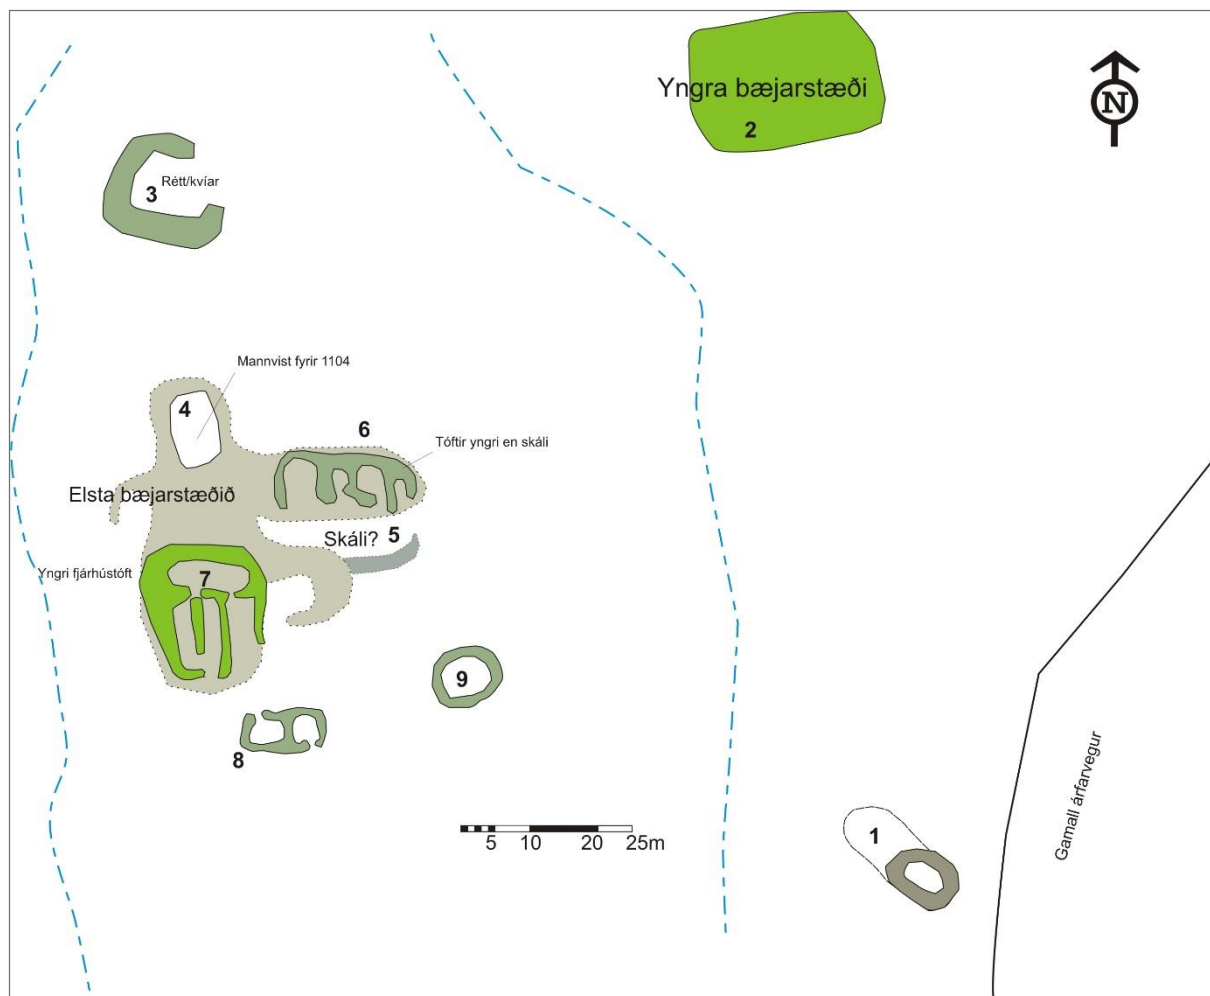 Yngra bæjarstæði
2
N
3 Rétt/kvíar
Mannvist fyrir 1104
4
6
Tóftir yngri en skáli
Elsta bæjarstæðið
Skáli? 5
Yngri fjárhústóft
7
9
8
5 10 20 25m
1
Gamall árfarvegur